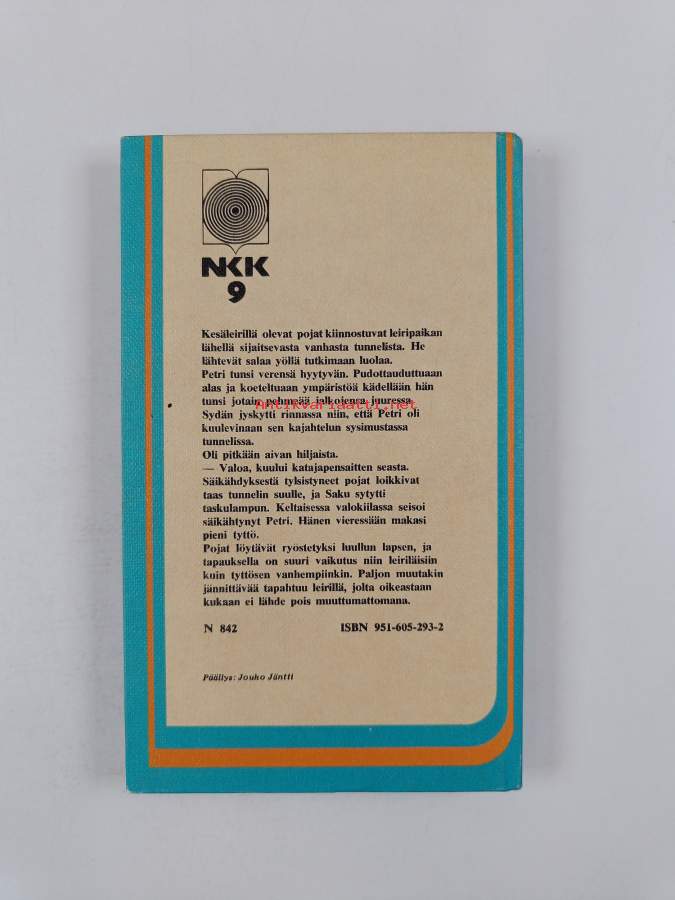 NKK
9
Kesäleirillä olevat pojat kiinnostuvat leiripaikan
lähellä sijaitsevasta vanhasta tunnelista. He
lähtevät salaa yöllä tutkimaan luolaa.
Petri tunsi verensä hyytyvän. Pudottauduttuaan
alas ja koeteltuaan ympäristöä kädellään hän
tunsi jotain pehmeää jalkojensa juuressa.
Antikvariaatti.net
Sydän jyskytti rinnassa niin, että Petri oli
kuulevinaan sen kajahtelun sysimustassa
tunnelissa.
Oli pitkään aivan hiljaista.
— Valoa, kuului katajapensaitten seasta.
Säikähdyksestä tylsistyneet pojat loikkivat
taas tunnelin suulle, ja Saku sytytti
taskulampun. Keltaisessa valokiilassa seisoi
säikähtynyt Petri. Hänen vieressään makasi
pieni tyttö.
Pojat löytävät ryöstetyksi luullun lapsen, ja
tapauksella on suuri vaikutus niin leiriläisiin
kuin tyttösen vanhempiinkin. Paljon muutakin
jännittävää tapahtuu leirillä, jolta oikeastaan
kukaan ei lähde pois muuttumattomana.
N 842 ISBN 951-605-293-2
Päällys: Jouko Jäntti